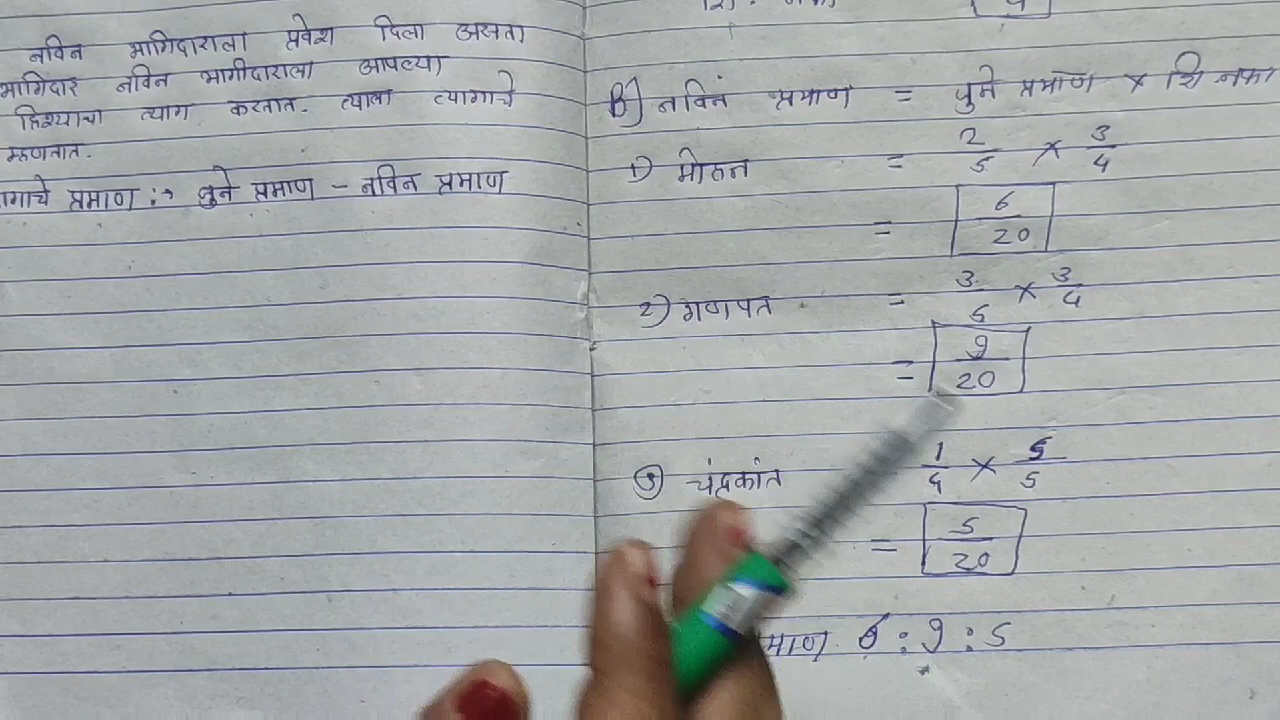 नविन भागिदाराला प्रवेश दिला असता
भागिदार नविन भागीदाराला आपल्या
हिश्याचा त्याग करतात. त्याला त्यागाचे
म्हणतात.
गाचे प्रमाण :→ जुने प्रमाण – नविन प्रमाण
B) नविन प्रमाण = जुने प्रमाण × शि नफा
1) मोहन = 2/5 × 3/4
= 6/20
2) गणपत = 3/5 × 3/4
= 9/20
3) चंद्रकांत 1/4 × 5/5
= 5/20
माण 6 : 9 : 5